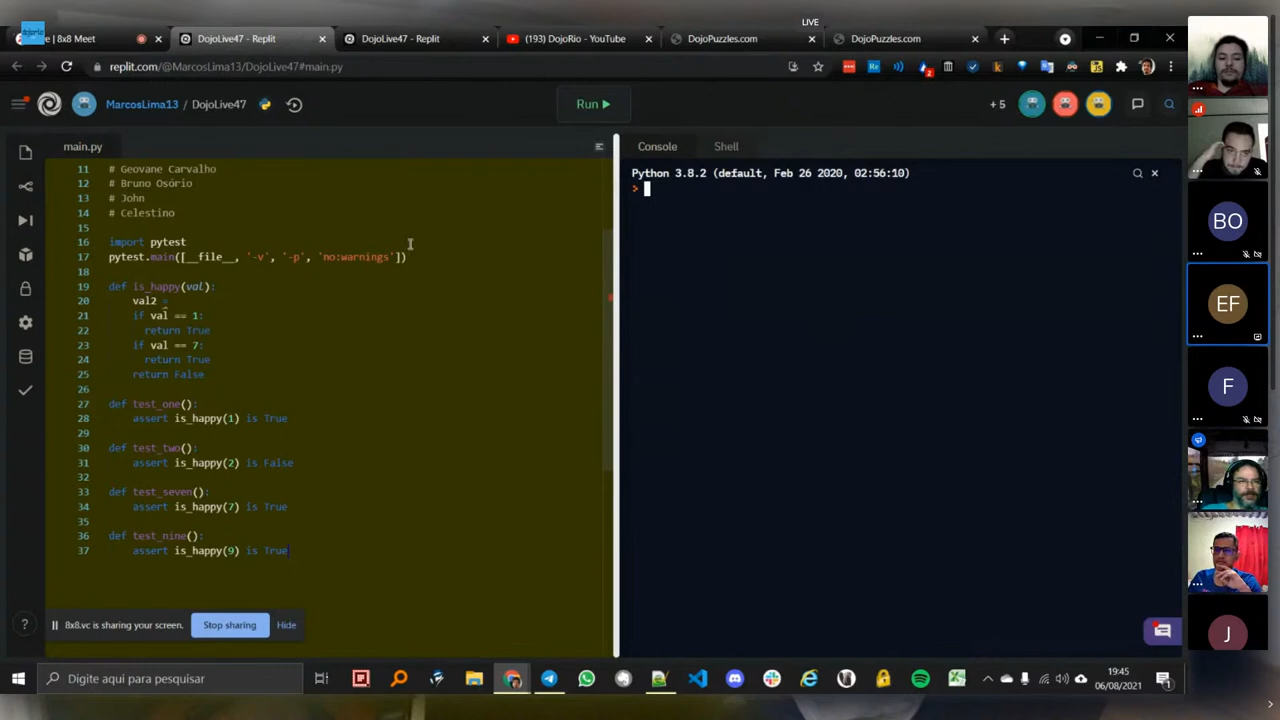 LIVE
dojorio
e | 8x8 Meet
DojoLive47 - Replit
DojoLive47 - Replit
(193) DojoRio - YouTube
DojoPuzzles.com
DojoPuzzles.com
replit.com/@MarcosLima13/DojoLive47#main.py
MarcosLima13 / DojoLive47
Run
+ 5
main.py
Console
Shell
11 # Geovane Carvalho
12 # Bruno Osório
13 # John
14 # Celestino
15
16 import pytest
17 pytest.main([__file__, '-v', '-p', 'no:warnings'])
18
19 def is_happy(val):
20 val2 =
21 if val == 1:
22 return True
23 if val == 7:
24 return True
25 return False
26
27 def test_one():
28 assert is_happy(1) is True
29
30 def test_two():
31 assert is_happy(2) is False
32
33 def test_seven():
34 assert is_happy(7) is True
35
36 def test_nine():
37 assert is_happy(9) is True
Python 3.8.2 (default, Feb 26 2020, 02:56:10)
>
BO
EF
F
J
8x8.vc is sharing your screen.
Stop sharing
Hide
Digite aqui para pesquisar
19:45
06/08/2021